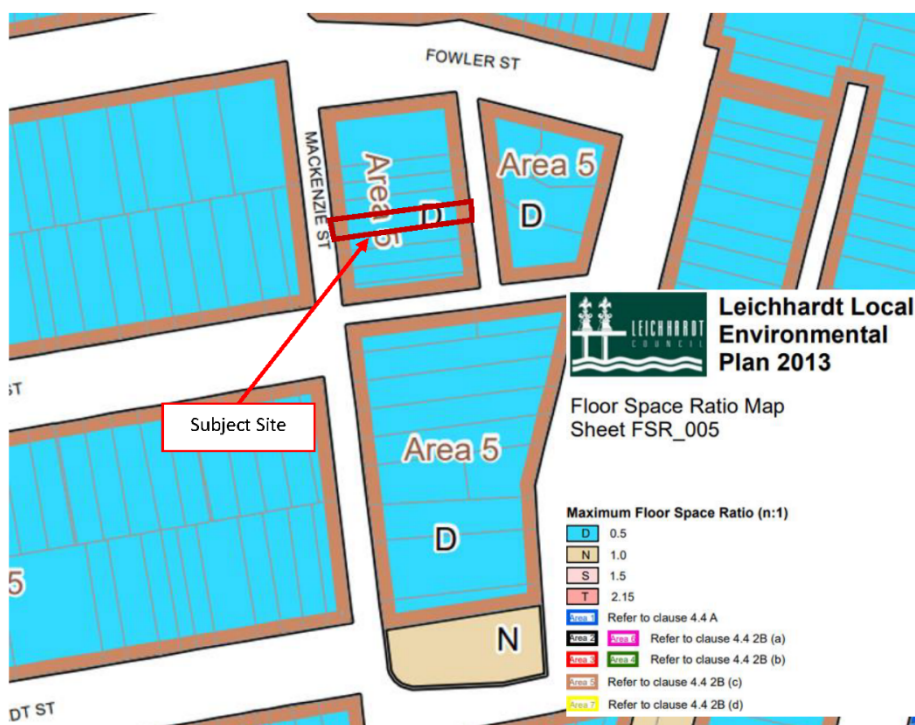 FOWLER ST
MACKENZIE ST
Area 5
D
Area 5
D
LEICHHARDT
COUNCIL
Leichhardt Local
Environmental
Plan 2013
Floor Space Ratio Map
Sheet FSR_005
ST
Subject Site
Area 5
D
5
N
DT ST
Maximum Floor Space Ratio (n:1)
D 0.5
N 1.0
S 1.5
T 2.15
Area 1 Refer to clause 4.4 A
Area 2 Area 6 Refer to clause 4.4 2B (a)
Area 3 Area 4 Refer to clause 4.4 2B (b)
Area 5 Refer to clause 4.4 2B (c)
Area 7 Refer to clause 4.4 2B (d)